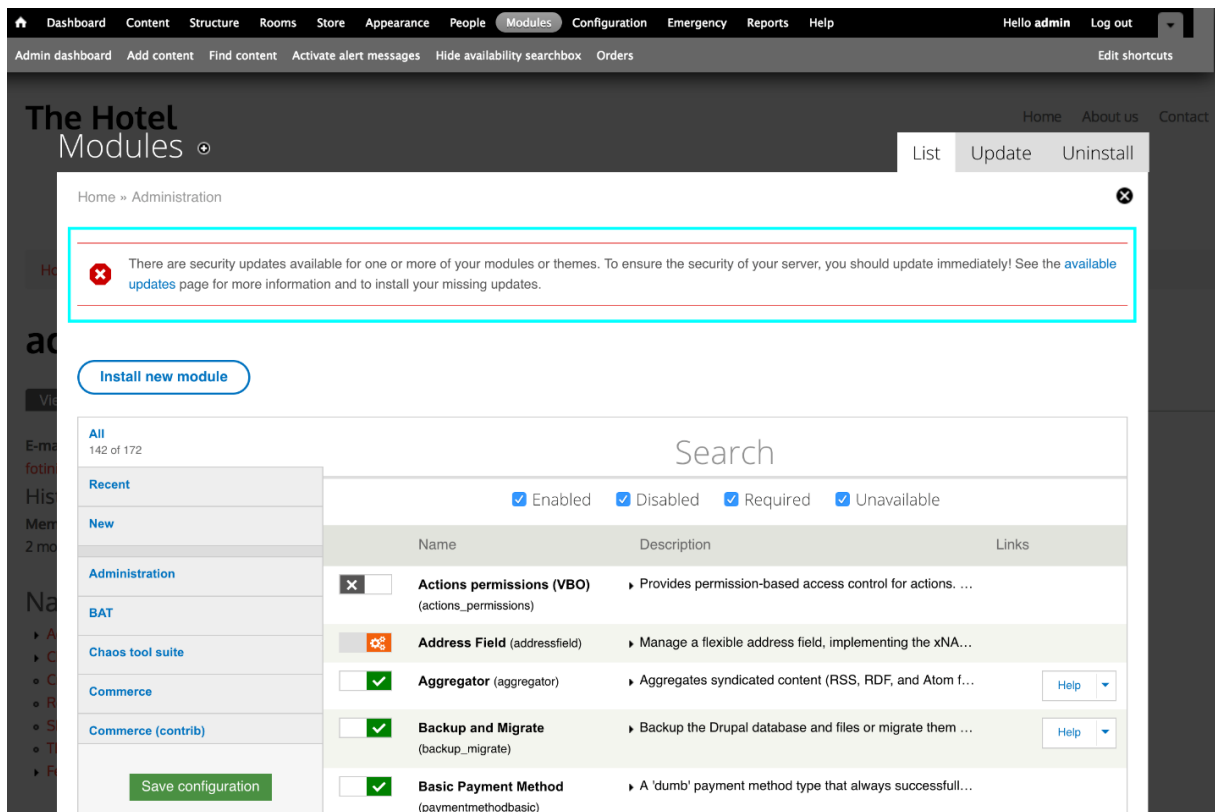 Dashboard Content Structure Rooms Store Appearance People Modules Configuration Emergency Reports Help Hello admin Log out
Admin dashboard Add content Find content Activate alert messages Hide availability searchbox Orders Edit shortcuts
The Hotel
Home About us Contact
Modules
List Update Uninstall
Home » Administration
There are security updates available for one or more of your modules or themes. To ensure the security of your server, you should update immediately! See the available
updates page for more information and to install your missing updates.
Install new module
All
142 of 172
Search
Recent
Enabled Disabled Required Unavailable
New
Name Description Links
Administration
Actions permissions (VBO) Provides permission-based access control for actions. …
(actions_permissions)
BAT
Address Field (addressfield) Manage a flexible address field, implementing the xNA…
Chaos tool suite
Aggregator (aggregator) Aggregates syndicated content (RSS, RDF, and Atom f… Help
Commerce
Backup and Migrate Backup the Drupal database and files or migrate them … Help
(backup_migrate)
Commerce (contrib)
Save configuration
Basic Payment Method A 'dumb' payment method type that always successfull…
(paymentmethodbasic)
2 mo